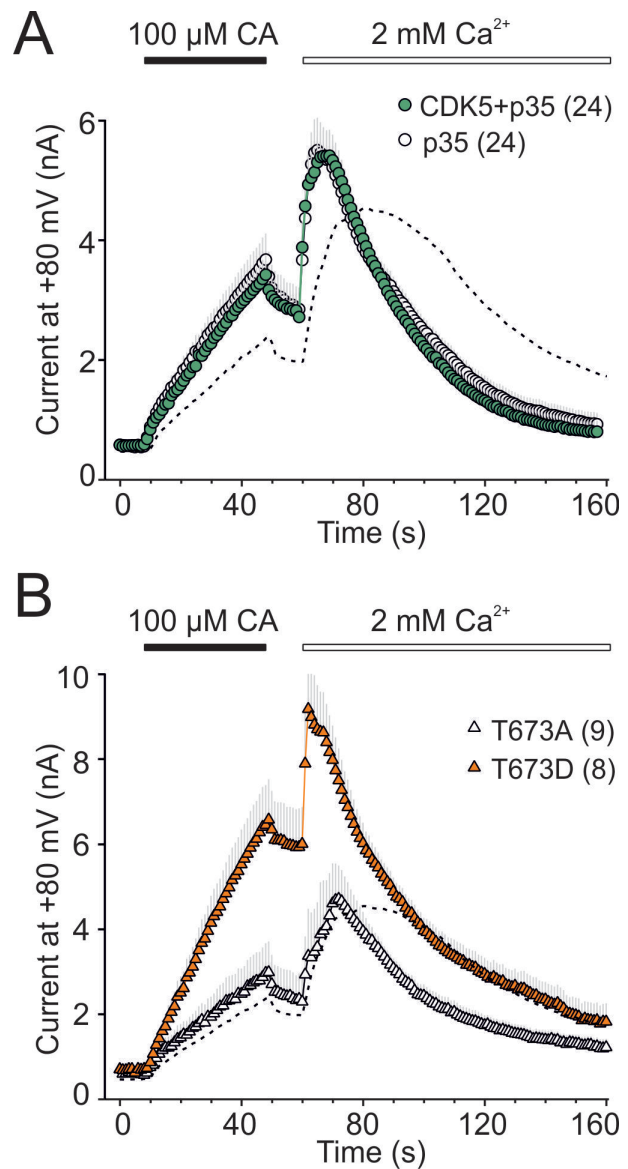 A
100 µM CA 2 mM Ca²⁺
CDK5+p35 (24)
p35 (24)
Current at +80 mV (nA)
6
4
2
0
0 40 80 120 160
Time (s)
B
100 µM CA 2 mM Ca²⁺
T673A (9)
T673D (8)
Current at +80 mV (nA)
10
8
6
4
2
0
0 40 80 120 160
Time (s)